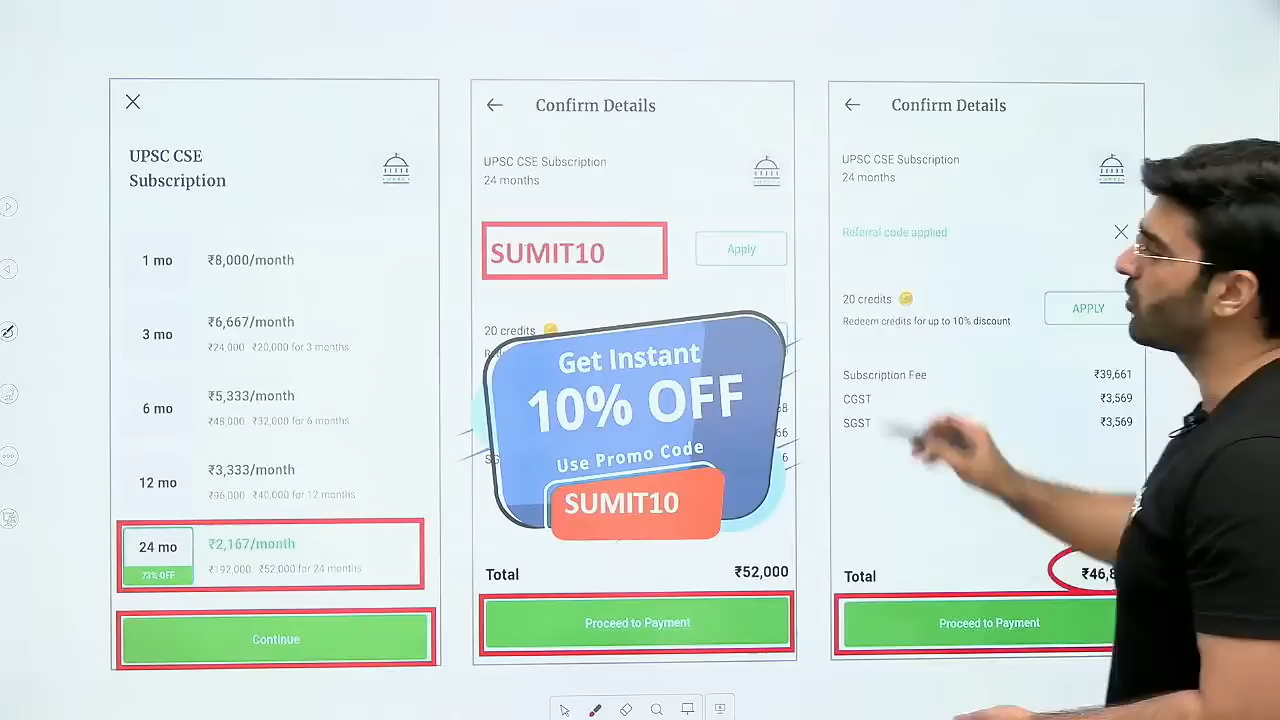 UPSC CSE
Subscription
1 mo
₹8,000/month
3 mo
₹6,667/month
₹24,000 ₹20,000 for 3 months
6 mo
₹5,333/month
₹48,000 ₹32,000 for 6 months
12 mo
₹3,333/month
₹96,000 ₹40,000 for 12 months
24 mo
73% OFF
₹2,167/month
₹192,000 ₹52,000 for 24 months
Continue
Confirm Details
UPSC CSE Subscription
24 months
SUMIT10
Apply
20 credits
Get Instant
10% OFF
Use Promo Code
SUMIT10
Total ₹52,000
Proceed to Payment
Confirm Details
UPSC CSE Subscription
24 months
Referral code applied
20 credits
Redeem credits for up to 10% discount
APPLY
Subscription Fee ₹39,661
CGST ₹3,569
SGST ₹3,569
Total ₹46,8
Proceed to Payment